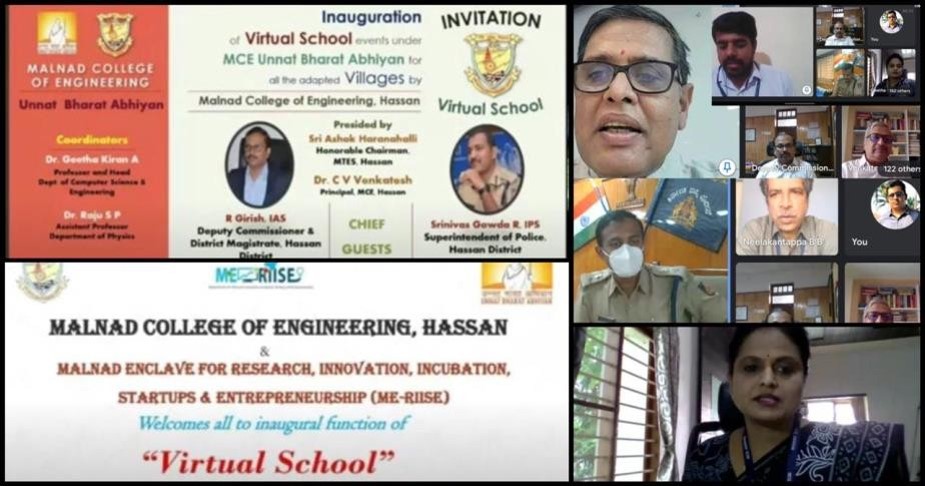 MALNAD COLLEGE
OF ENGINEERING
Unnat Bharat Abhiyan
Coordinators
Dr. Geetha Kiran A
Professor and Head
Dept. of Computer Science &
Engineering
Dr. Raju S P
Assistant Professor
Department of Physics
Inauguration
of Virtual School events under
MCE Unnat Bharat Abhiyan for
all the adapted Villages by
Malnad College of Engineering, Hassan
INVITATION
Virtual School
Presided by
Sri Ashok Haranahalli
Honorable Chairman,
MTES, Hassan
Dr. C V Venkatesh
Principal, MCE, Hassan
R Girish, IAS
Deputy Commissioner &
District Magistrate, Hassan
District
CHIEF
GUESTS
Srinivas Gowda R, IPS
Superintendent of Police,
Hassan District
ME-RIISE
MALNAD COLLEGE OF ENGINEERING, HASSAN
&
MALNAD ENCLAVE FOR RESEARCH, INNOVATION, INCUBATION,
STARTUPS & ENTREPRENEURSHIP (ME-RIISE)
Welcomes all to inaugural function of
"Virtual School"
You
122 others
Neelakantappa B B
You